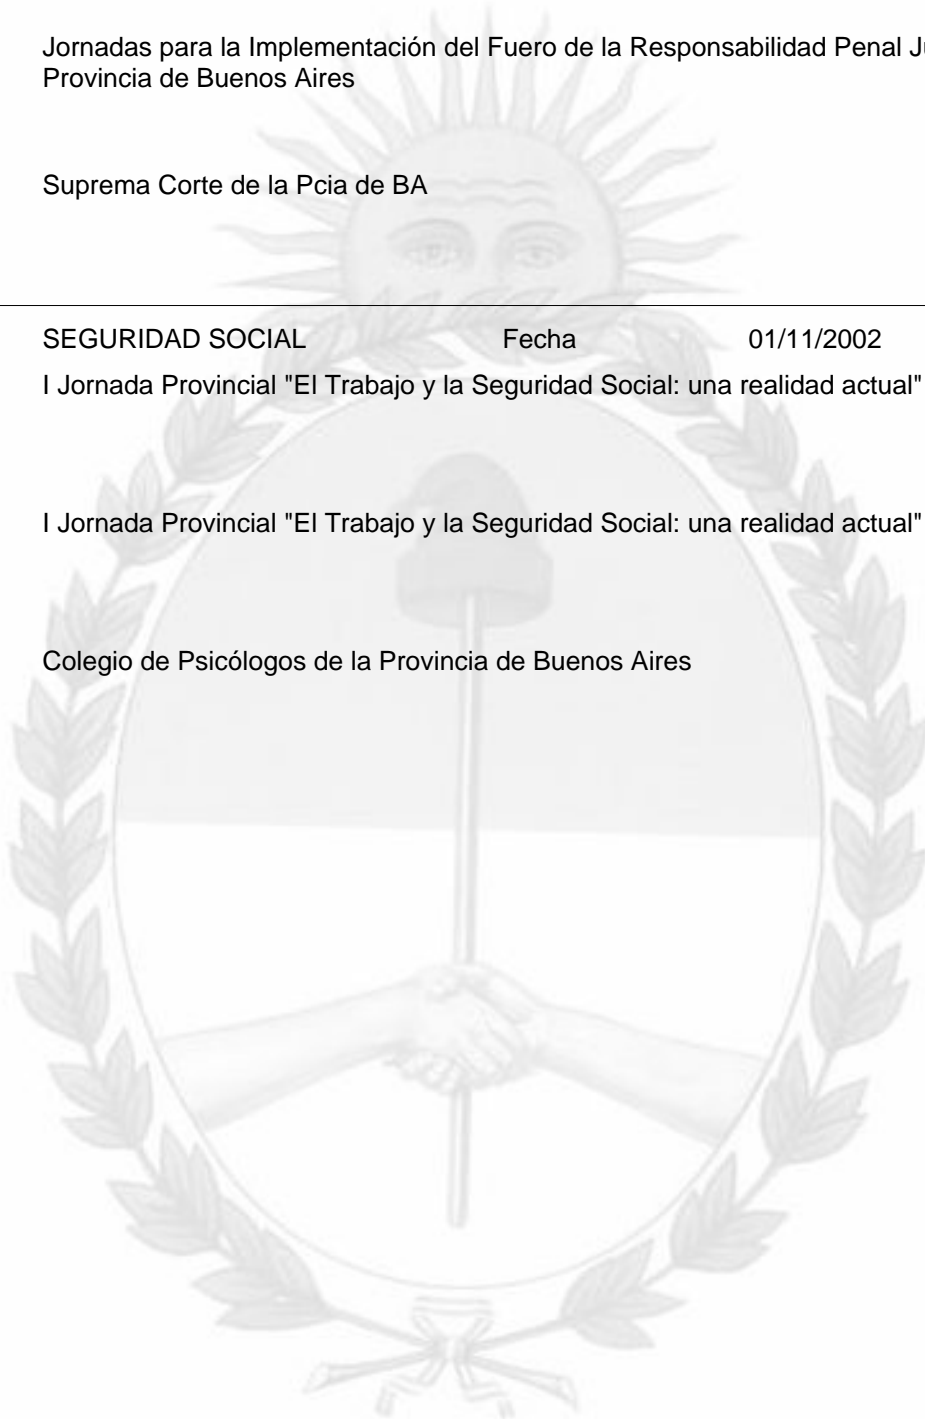 Jornadas para la Implementación del Fuero de la Responsabilidad Penal
Provincia de Buenos Aires
Suprema Corte de la Pcia de BA
SEGURIDAD SOCIAL Fecha 01/11/2002
I Jornada Provincial "El Trabajo y la Seguridad Social: una realidad actual"
I Jornada Provincial "El Trabajo y la Seguridad Social: una realidad actual"
Colegio de Psicólogos de la Provincia de Buenos Aires